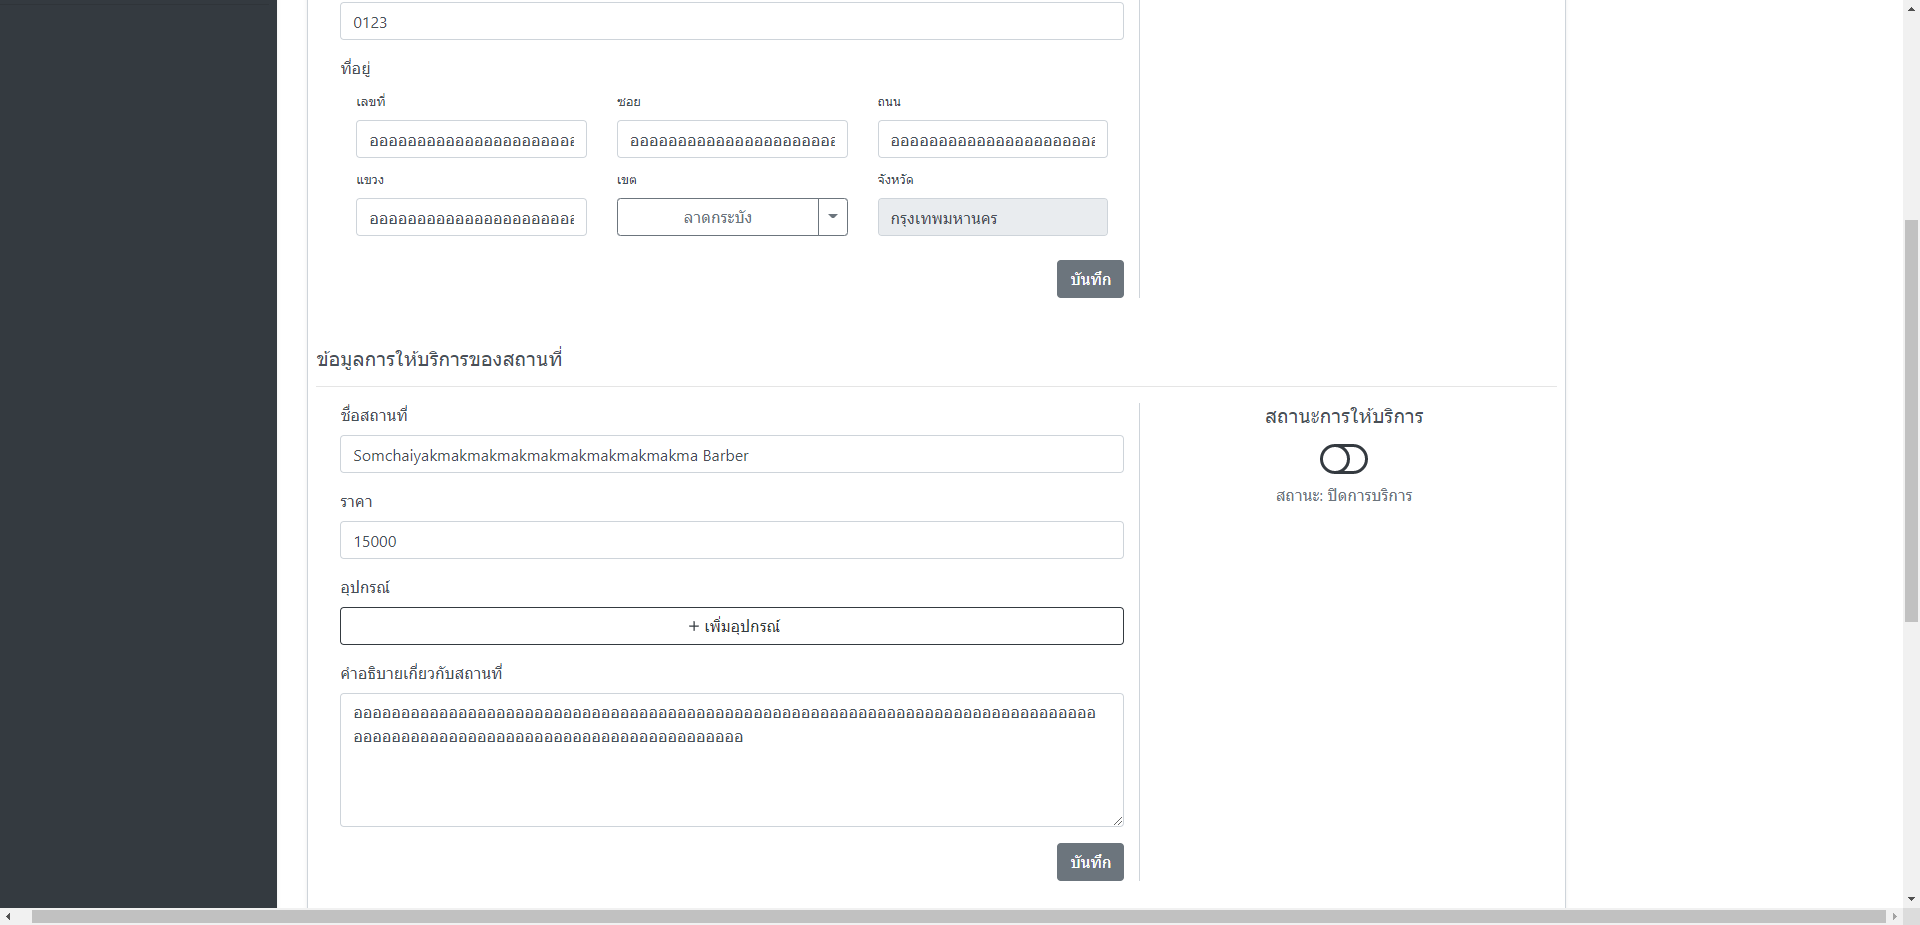 0123
ที่อยู่
เลขที่ ซอย ถนน
แขวง เขต จังหวัด
ลาดกระบัง กรุงเทพมหานคร
บันทึก
ข้อมูลการให้บริการของสถานที่
ชื่อสถานที่ สถานะการให้บริการ
Somchaiyakmakmakmakmakmakmakmakmakma Barber
สถานะ: ปิดการบริการ
ราคา
15000
อุปกรณ์
+ เพิ่มอุปกรณ์
คำอธิบายเกี่ยวกับสถานที่
บันทึก